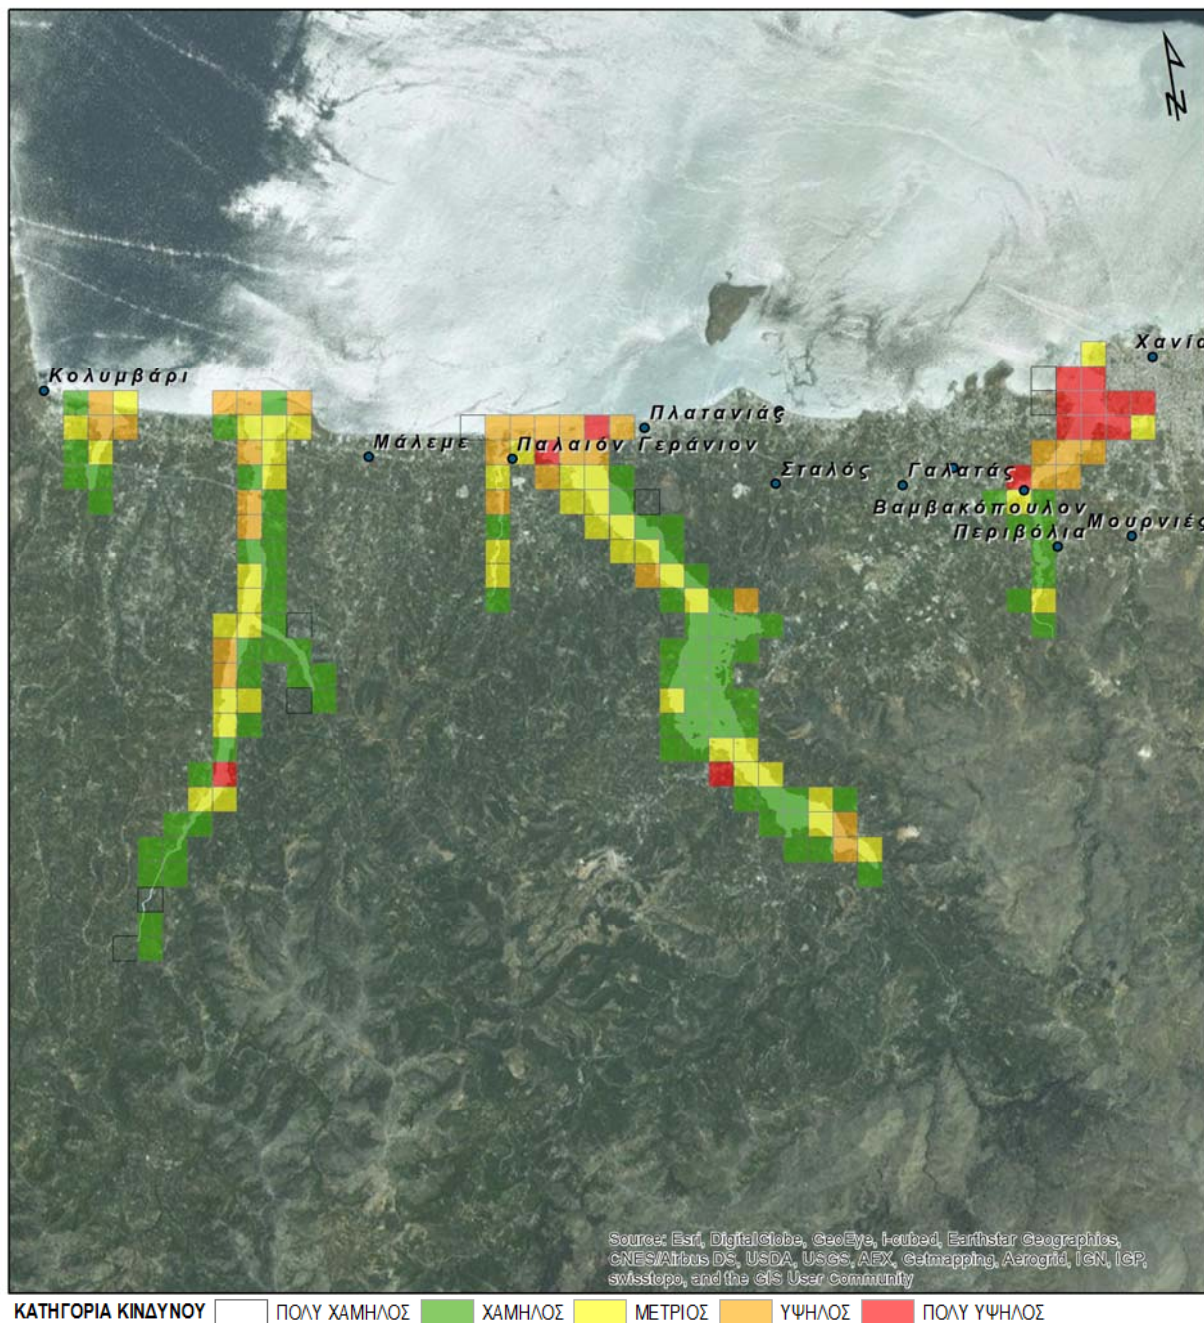 N
Χανία
Κολυμβάρι
Πλατανιάς
Μάλεμε
Παλαιόν Γεράνιον
Σταλός
Γαλατάς
Βαμβακόπουλον
Περιβόλια
Μουρνιές
Source: Esri, DigitalGlobe, GeoEye, i-cubed, Earthstar Geographics,
CNES/Airbus DS, USDA, USGS, AEX, Getmapping, Aerogrid, IGN, IGP,
swisstopo, and the GIS User Community
ΚΑΤΗΓΟΡΙΑ ΚΙΝΔΥΝΟΥ ΠΟΛΥ ΧΑΜΗΛΟΣ ΧΑΜΗΛΟΣ ΜΕΤΡΙΟΣ ΥΨΗΛΟΣ ΠΟΛΥ ΥΨΗΛΟΣ